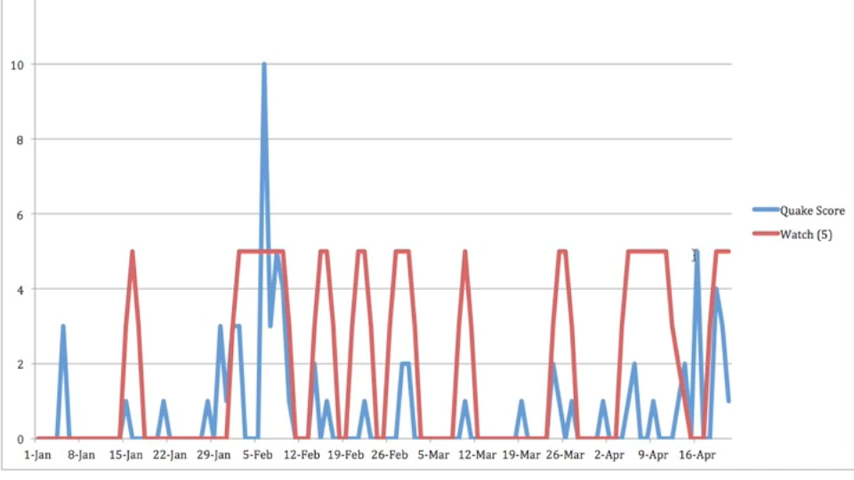 10
8
6
4
2
0
1-Jan 8-Jan 15-Jan 22-Jan 29-Jan 5-Feb 12-Feb 19-Feb 26-Feb 5-Mar 12-Mar 19-Mar 26-Mar 2-Apr 9-Apr 16-Apr
Quake Score
Watch (5)